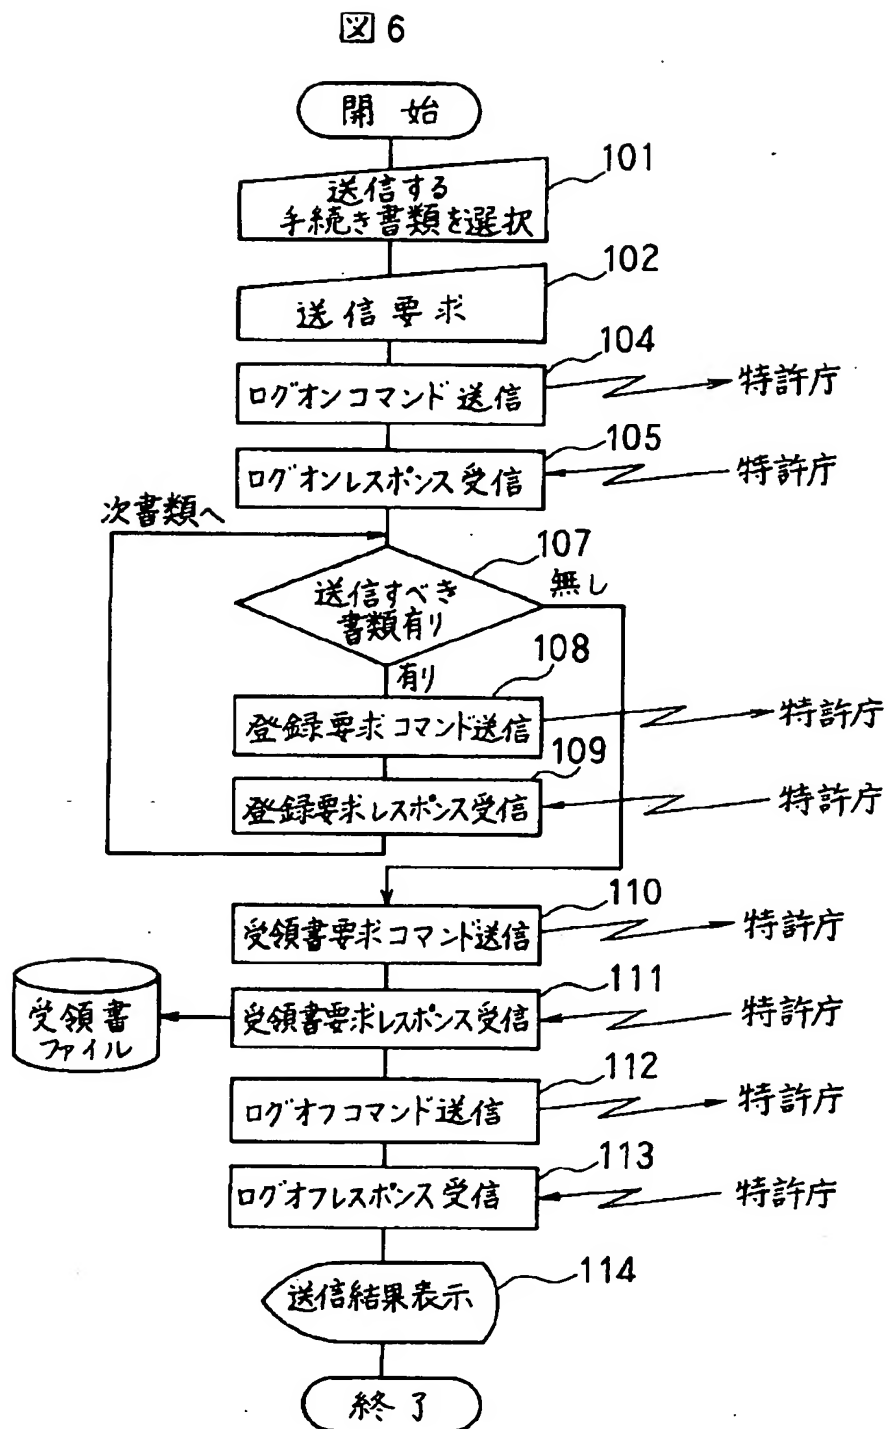 図6
開始
101
送信する
手続き書類を選択
102
送信要求
104
ログオンコマンド送信
特許庁
105
ログオンレスポンス受信
特許庁
次書類へ
107
送信すべき
書類有り
無し
有り
108
登録要求コマンド送信
特許庁
109
登録要求レスポンス受信
特許庁
110
受領書要求コマンド送信
特許庁
111
受領書
ファイル
受領書要求レスポンス受信
特許庁
112
ログオフコマンド送信
特許庁
113
ログオフレスポンス受信
特許庁
114
送信結果表示
終了
開始